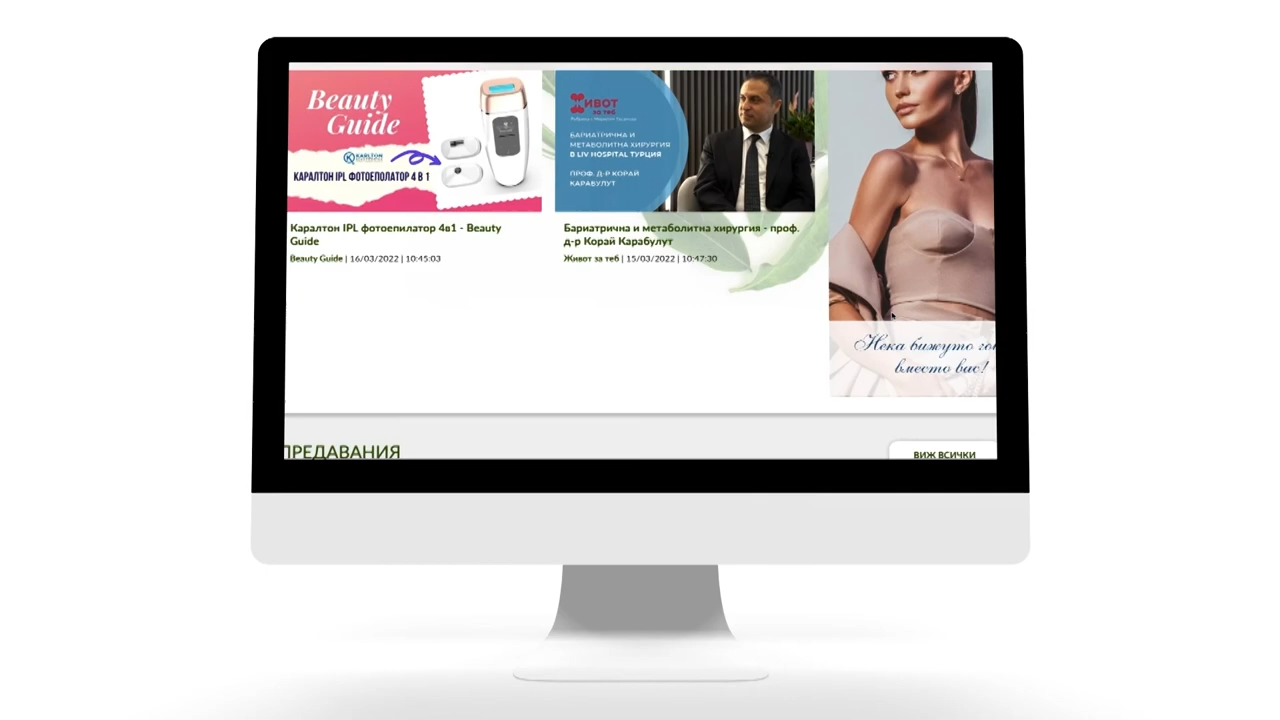 Beauty
Guide
KARLTON
КАРАЛТОН IPL ФОТОЕПОЛАТОР 4 В 1
Караолтон IPL фотоепилатор 4в1 - Beauty
Guide
Beauty Guide | 16/03/2022 | 10:45:03
ЖИВОТ
за теб
БАРИАТРИЧНА И
МЕТАБОЛИТНА ХИРУРГИЯ
В LIV HOSPITAL ТУРЦИЯ
ПРОФ. Д-Р КОРАЙ
КАРАБУЛУТ
Бариатрична и метаболитна хирургия - проф.
д-р Корай Карабулут
Живот за теб | 15/03/2022 | 10:47:30
Нека бижуто го
вместо вас!
ПРЕДАВАНИЯ
ВИЖ ВСИЧКИ